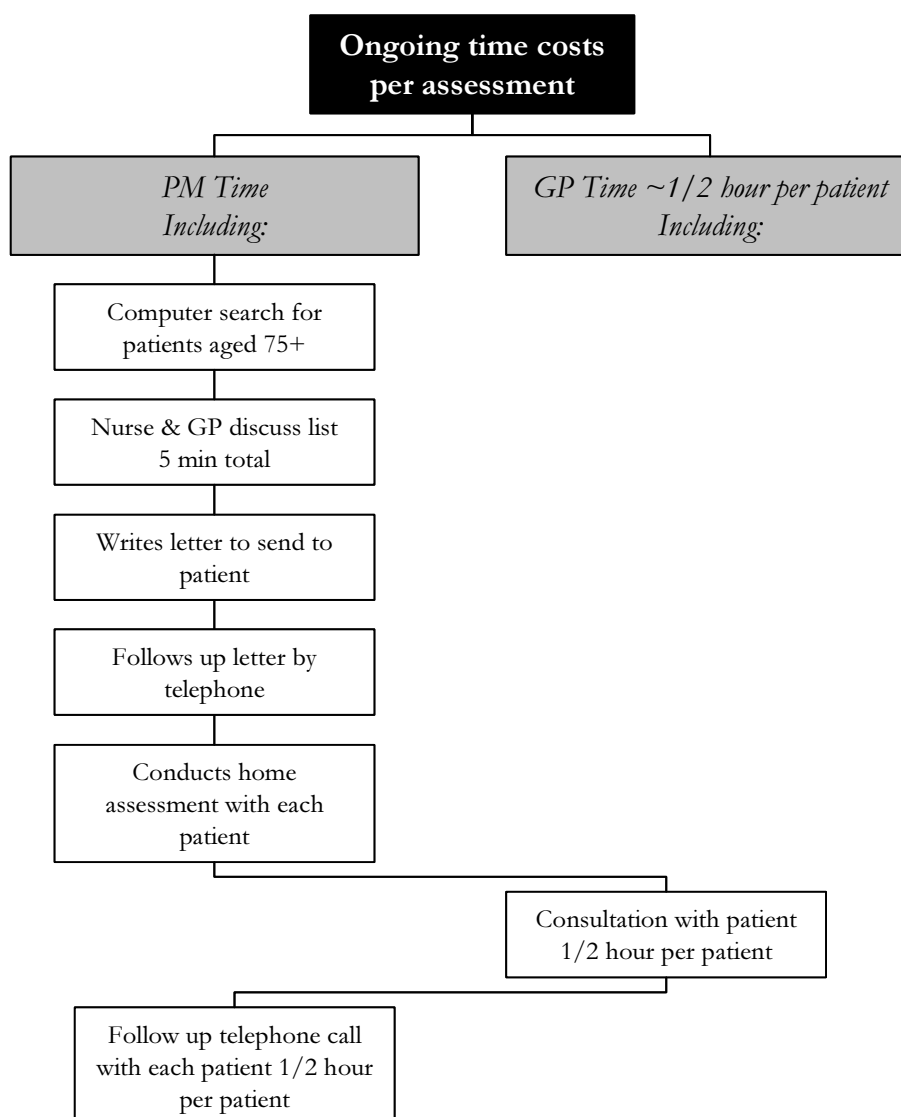 Ongoing time costs
per assessment
PM Time
Including:
GP Time ~1/2 hour per patient
Including:
Computer search for
patients aged 75+
Nurse & GP discuss list
5 min total
Writes letter to send to
patient
Follows up letter by
telephone
Conducts home
assessment with each
patient
Consultation with patient
1/2 hour per patient
Follow up telephone call
with each patient 1/2 hour
per patient